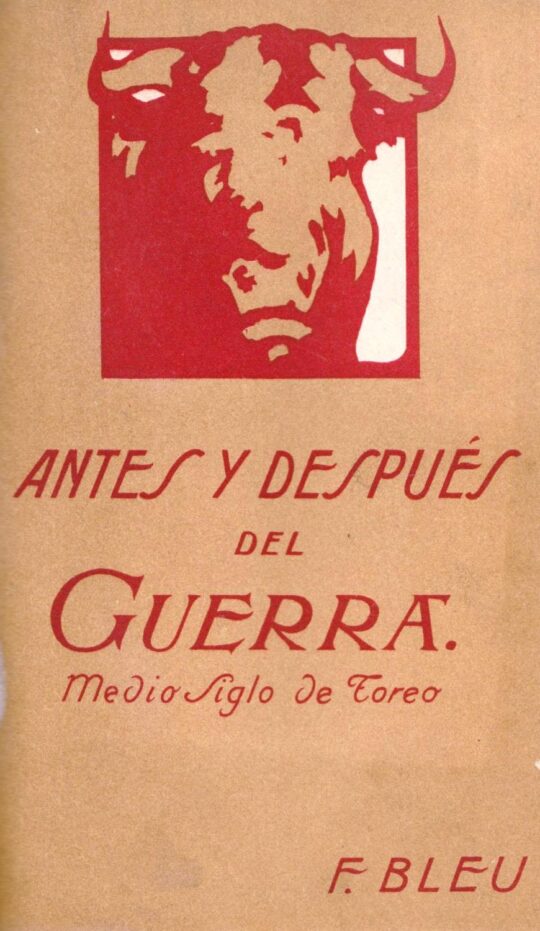 ANTES Y DESPUÉS
DEL
GUERRA.
Medio Siglo de Toreo
F. BLEU